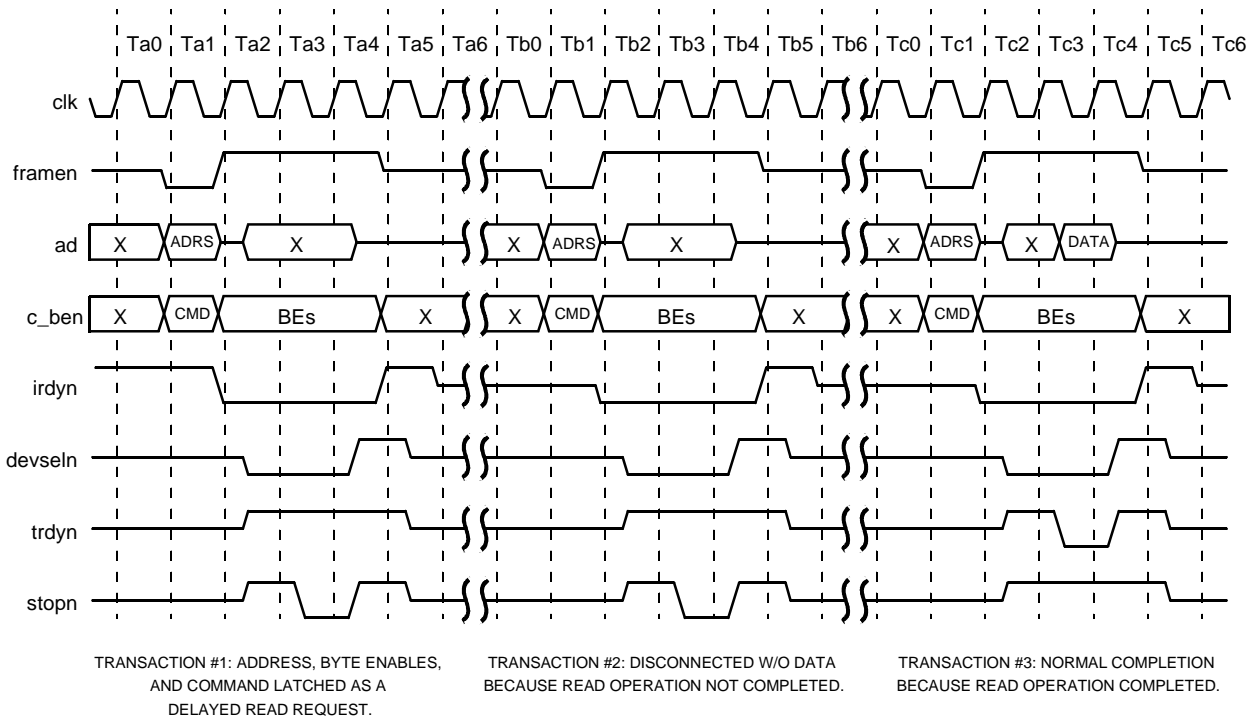 Ta0 Ta1 Ta2 Ta3 Ta4 Ta5 Ta6 Tb0 Tb1 Tb2 Tb3 Tb4 Tb5 Tb6 Tc0 Tc1 Tc2 Tc3 Tc4 Tc5 Tc6
clk
framen
ad X ADRS X X ADRS X X ADRS X DATA
c_ben X CMD BEs X X CMD BEs X X CMD BEs X
irdyn
devseln
trdyn
stopn
TRANSACTION #1: ADDRESS, BYTE ENABLES,
AND COMMAND LATCHED AS A
DELAYED READ REQUEST.
TRANSACTION #2: DISCONNECTED W/O DATA
BECAUSE READ OPERATION NOT COMPLETED.
TRANSACTION #3: NORMAL COMPLETION
BECAUSE READ OPERATION COMPLETED.